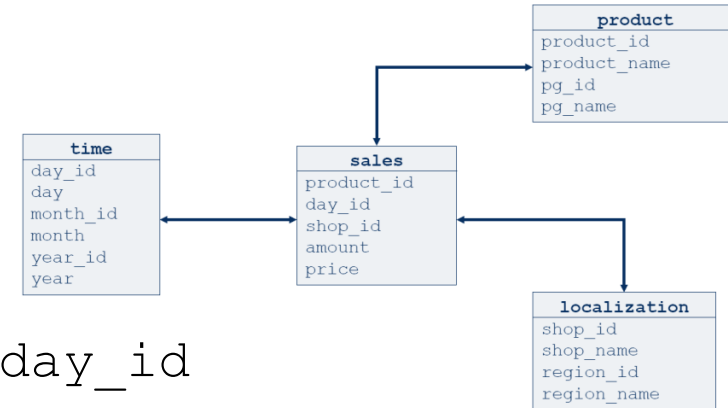 product
product_id
product_name
pg_id
pg_name
time
day_id
day
month_id
month
year_id
year
sales
product_id
day_id
shop_id
amount
price
localization
shop_id
shop_name
region_id
region_name
day_id